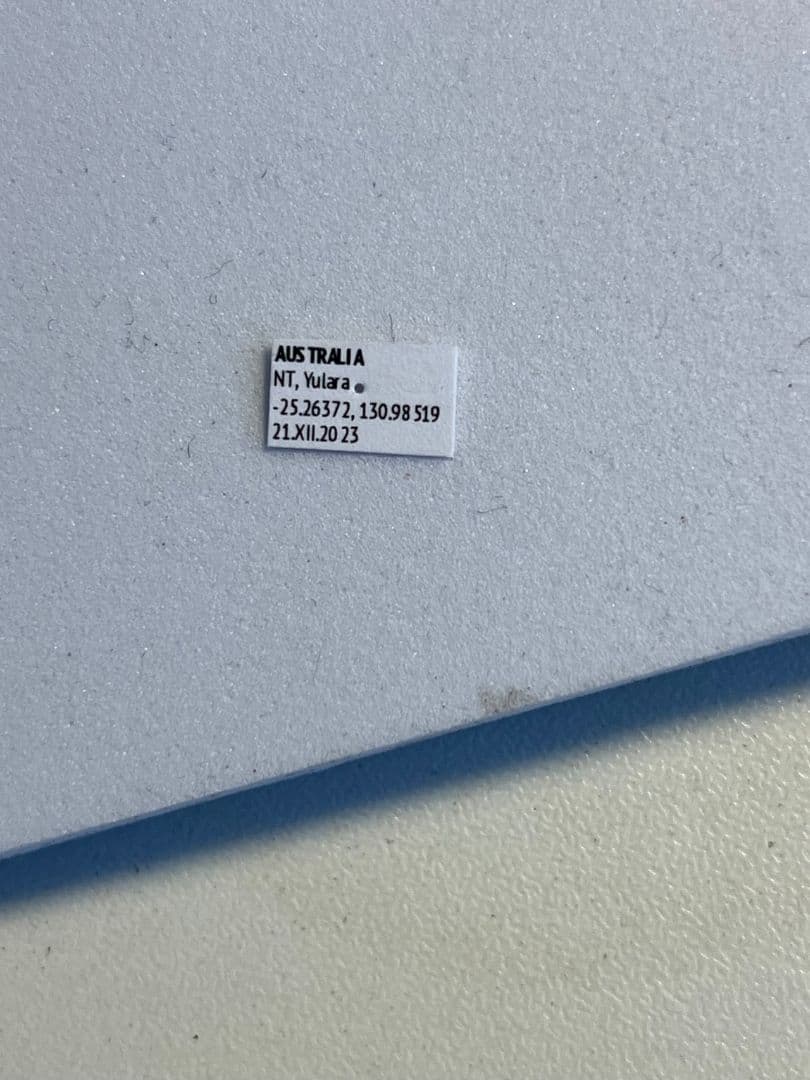 AUSTRALIA
NT, Yulara
-25.26372, 130.98519
21.XII.2023